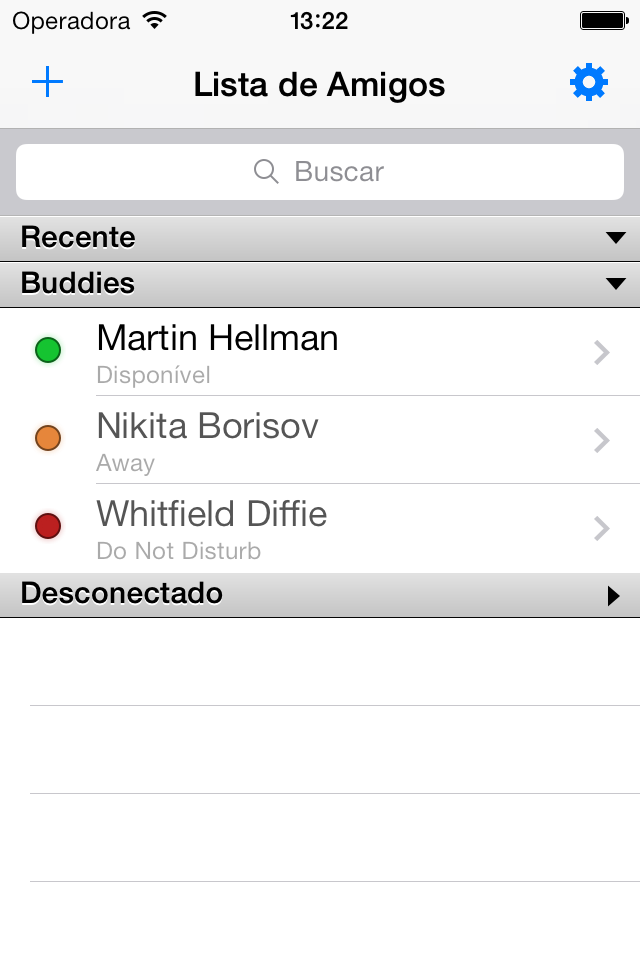 Operadora 13:22
Lista de Amigos
Buscar
Recente
Buddies
Martin Hellman
Disponível
Nikita Borisov
Away
Whitfield Diffie
Do Not Disturb
Desconectado